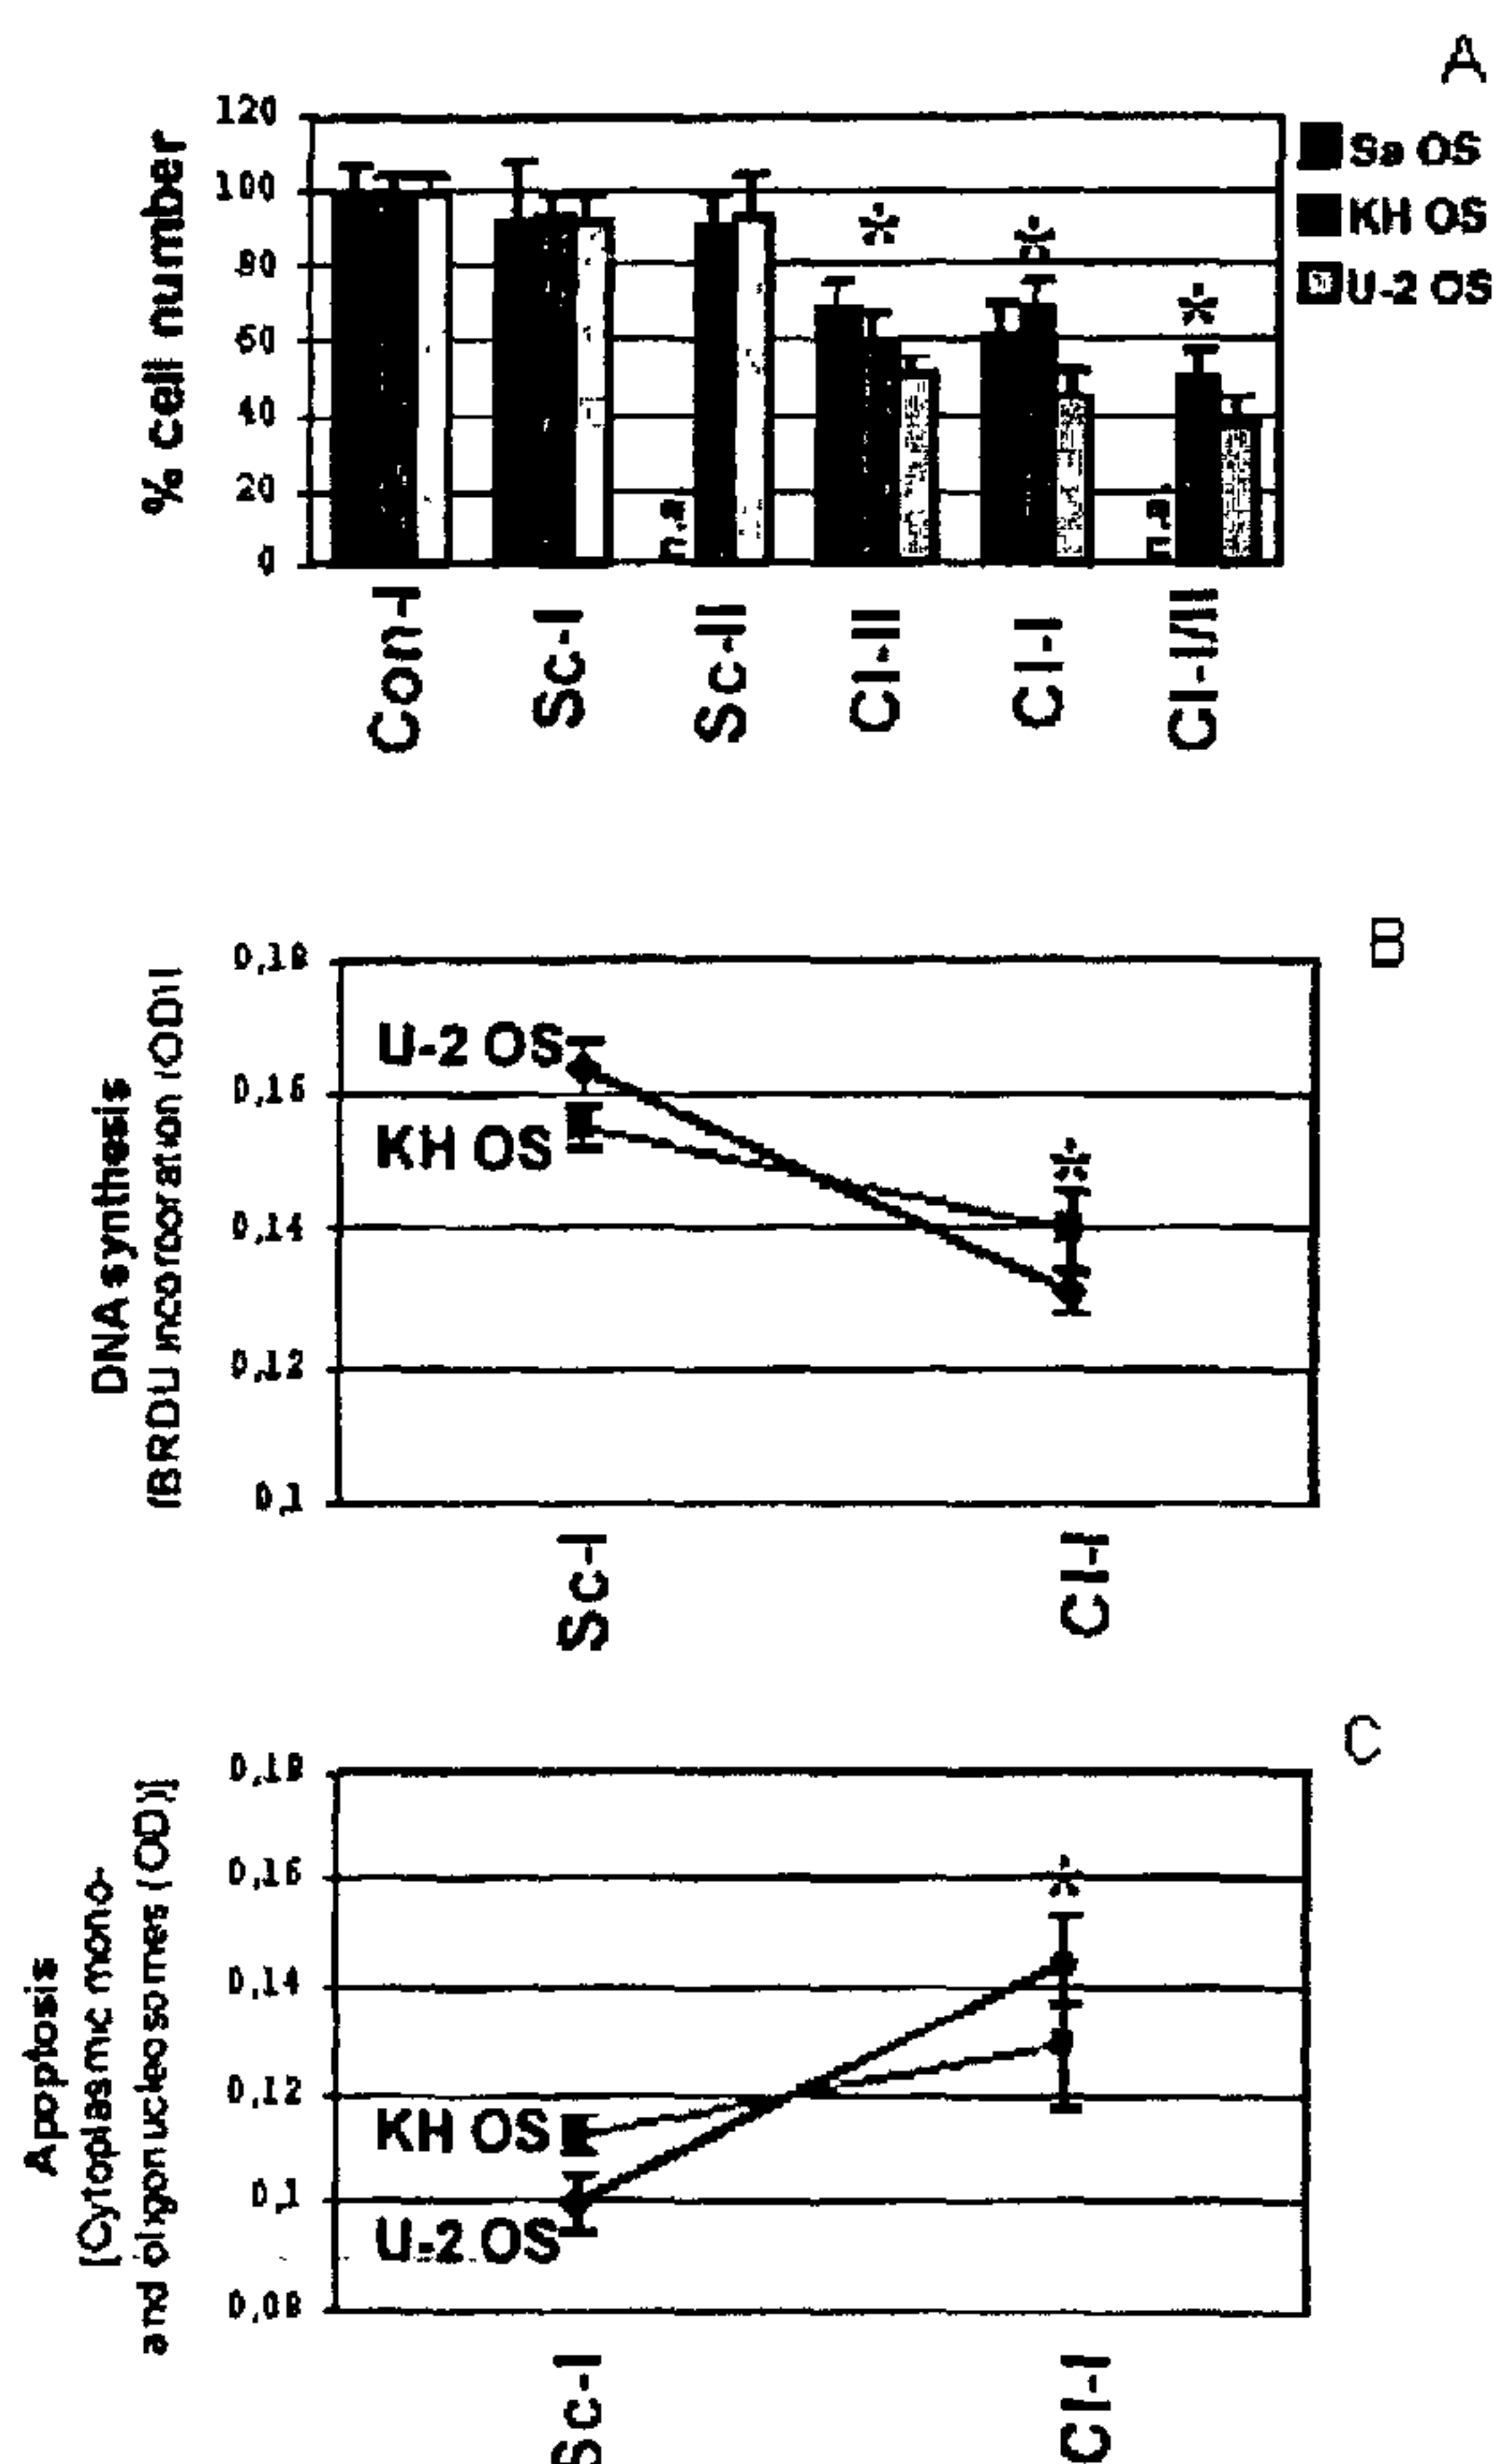 A
% cell number
120
100
80
60
40
20
0
Sa OS
KH OS
U-2 OS
*
*
*
n.a
n.a
Con-I
Sc-I
Sc-II
CI-II
CI-I
CI-I/II
B
DNA synthesis
(BRDU incorporation (OD))
0,18
0,16
0,14
0,12
0,1
U-2 OS
KH OS
*
Sc-I
CI-I
C
Apoptosis
[Cytoplasmic mono-
and oligonucleosomes (OD)]
0,18
0,16
0,14
0,12
0,1
0,08
KH OS
U-2 OS
*
Sc-I
CI-I